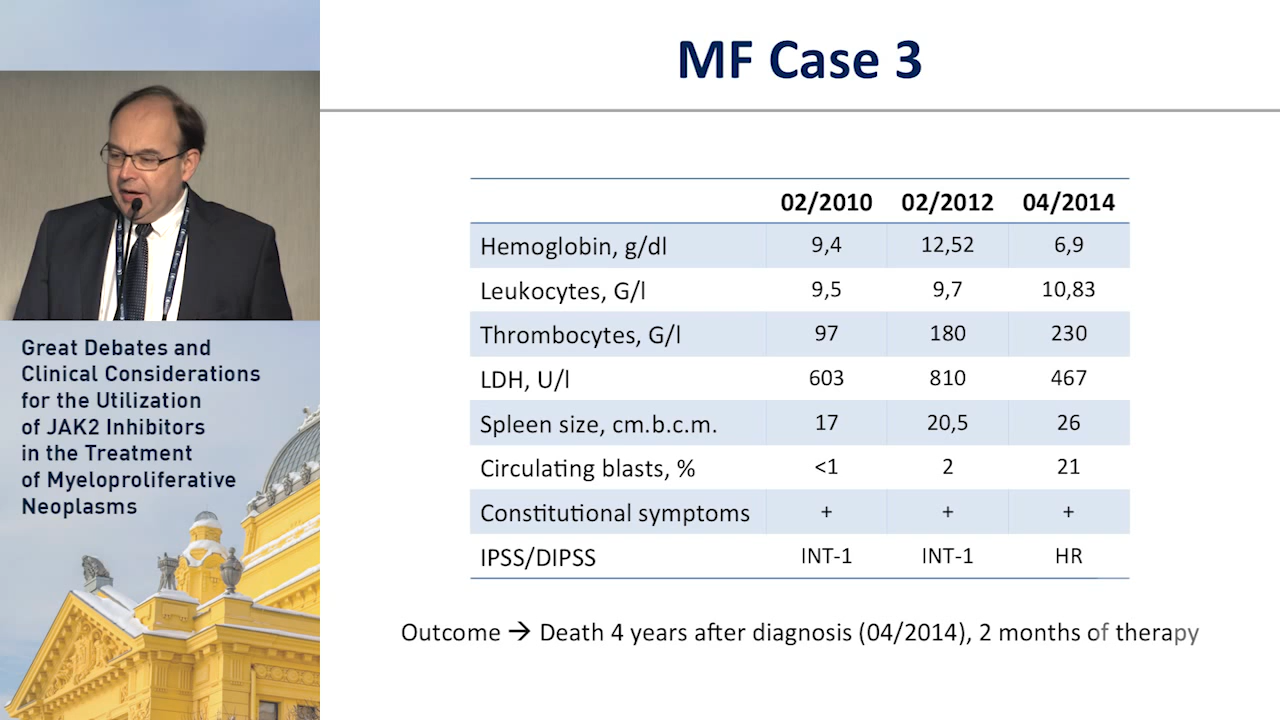 MF Case 3
02/2010 02/2012 04/2014
Hemoglobin, g/dl 9,4 12,52 6,9
Leukocytes, G/l 9,5 9,7 10,83
Thrombocytes, G/l 97 180 230
LDH, U/l 603 810 467
Spleen size, cm.b.c.m. 17 20,5 26
Circulating blasts, % <1 2 21
Constitutional symptoms + + +
IPSS/DIPSS INT-1 INT-1 HR
Outcome → Death 4 years after diagnosis (04/2014), 2 months of therapy
Great Debates and
Clinical Considerations
for the Utilization
of JAK2 Inhibitors
in the Treatment
of Myeloproliferative
Neoplasms